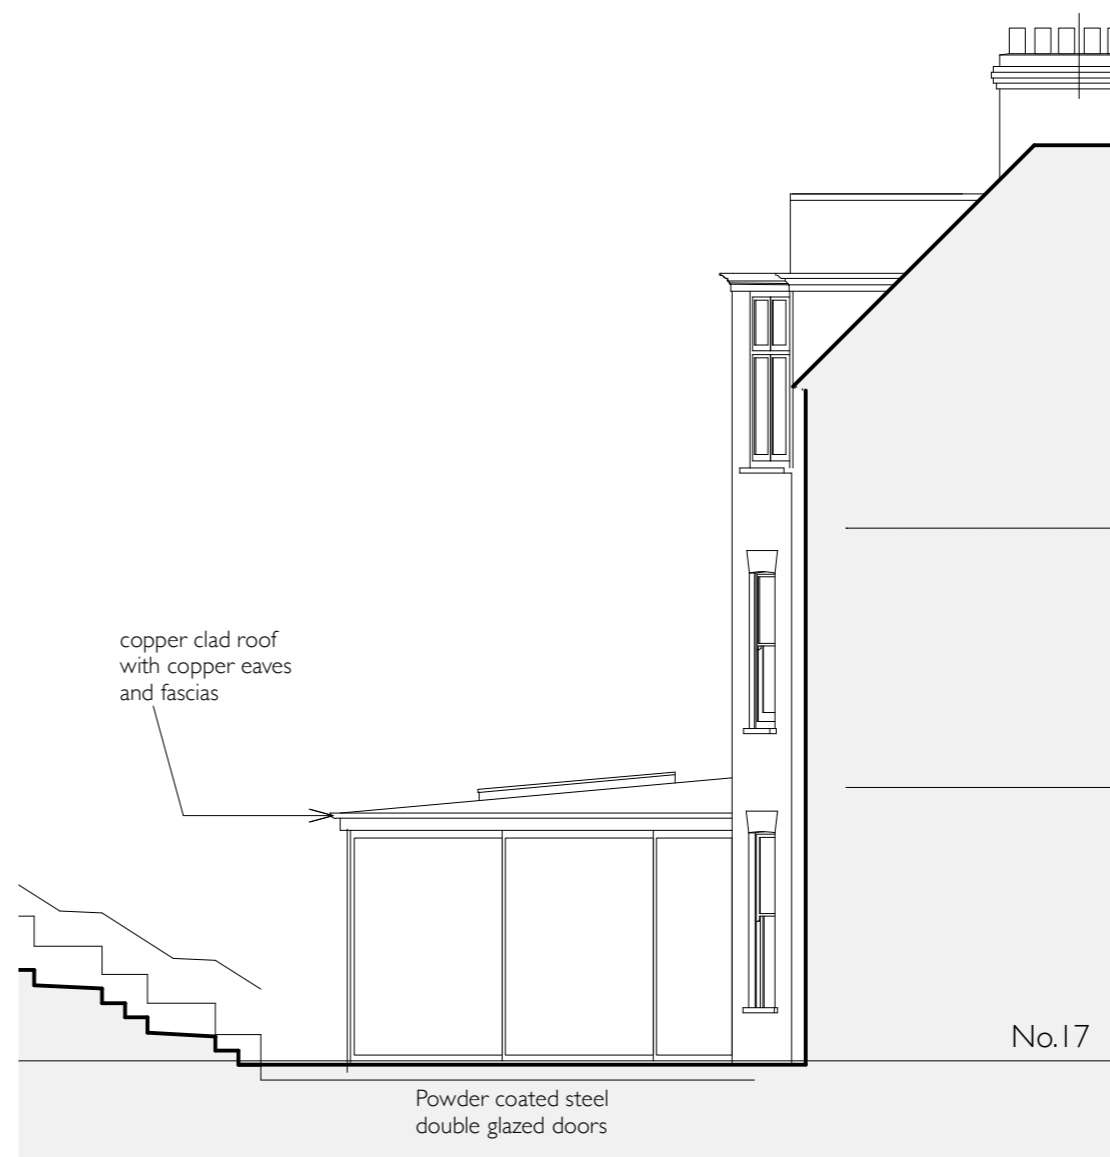 copper clad roof
with copper eaves
and fascias
No.17
Powder coated steel
double glazed doors